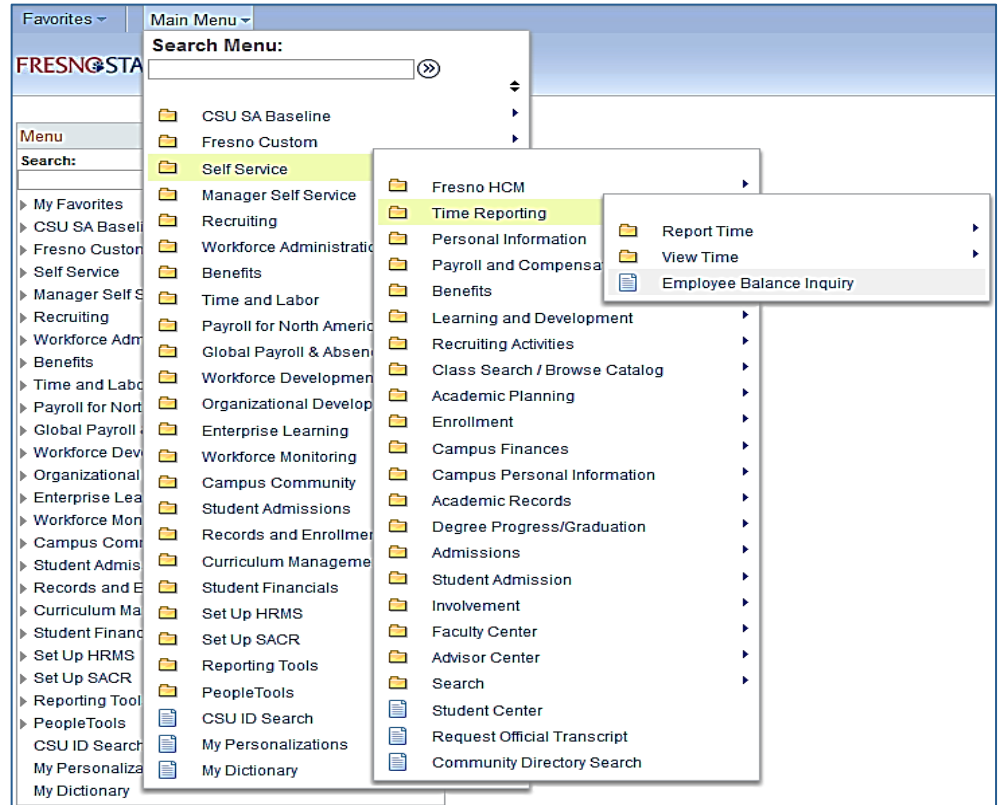 Favorites Main Menu
FRESNO STA
Search Menu:
CSU SA Baseline
Fresno Custom
Self Service
Manager Self Service
Recruiting
Workforce Administratio
Benefits
Time and Labor
Payroll for North Americ
Global Payroll & Absen
Workforce Developmen
Organizational Develop
Enterprise Learning
Workforce Monitoring
Campus Community
Student Admissions
Records and Enrollmen
Curriculum Manageme
Student Financials
Set Up HRMS
Set Up SACR
Reporting Tools
PeopleTools
CSU ID Search
My Personalizations
My Dictionary
Fresno HCM
Time Reporting
Personal Information
Payroll and Compensa
Benefits
Learning and Development
Recruiting Activities
Class Search / Browse Catalog
Academic Planning
Enrollment
Campus Finances
Campus Personal Information
Academic Records
Degree Progress/Graduation
Admissions
Student Admission
Involvement
Faculty Center
Advisor Center
Search
Student Center
Request Official Transcript
Community Directory Search
Report Time
View Time
Employee Balance Inquiry
Menu
Search:
My Favorites
CSU SA Baseli
Fresno Custon
Self Service
Manager Self S
Recruiting
Workforce Adm
Benefits
Time and Labo
Payroll for Nort
Global Payroll
Workforce Dev
Organizational
Enterprise Lea
Workforce Mon
Campus Comr
Student Admis
Records and E
Curriculum Ma
Student Financ
Set Up HRMS
Set Up SACR
Reporting Tool
PeopleTools
CSU ID Search
My Personaliza
My Dictionary